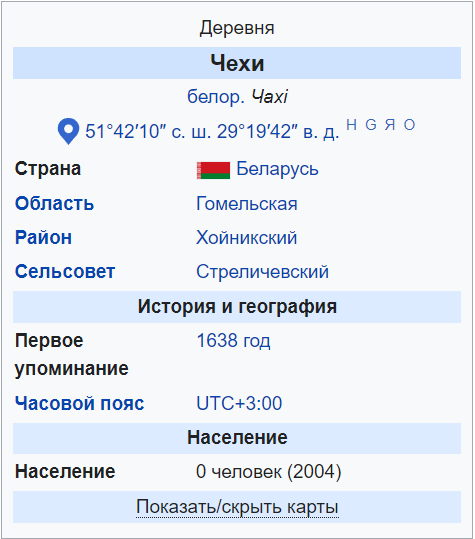 Деревня
Чехи
белор. Чахі
51°42′10″ с. ш. 29°19′42″ в. д. H G Я O
Страна Беларусь
Область Гомельская
Район Хойникский
Сельсовет Стреличевский
История и география
Первое упоминание 1638 год
Часовой пояс UTC+3:00
Население
Население 0 человек (2004)
Показать/скрыть карты